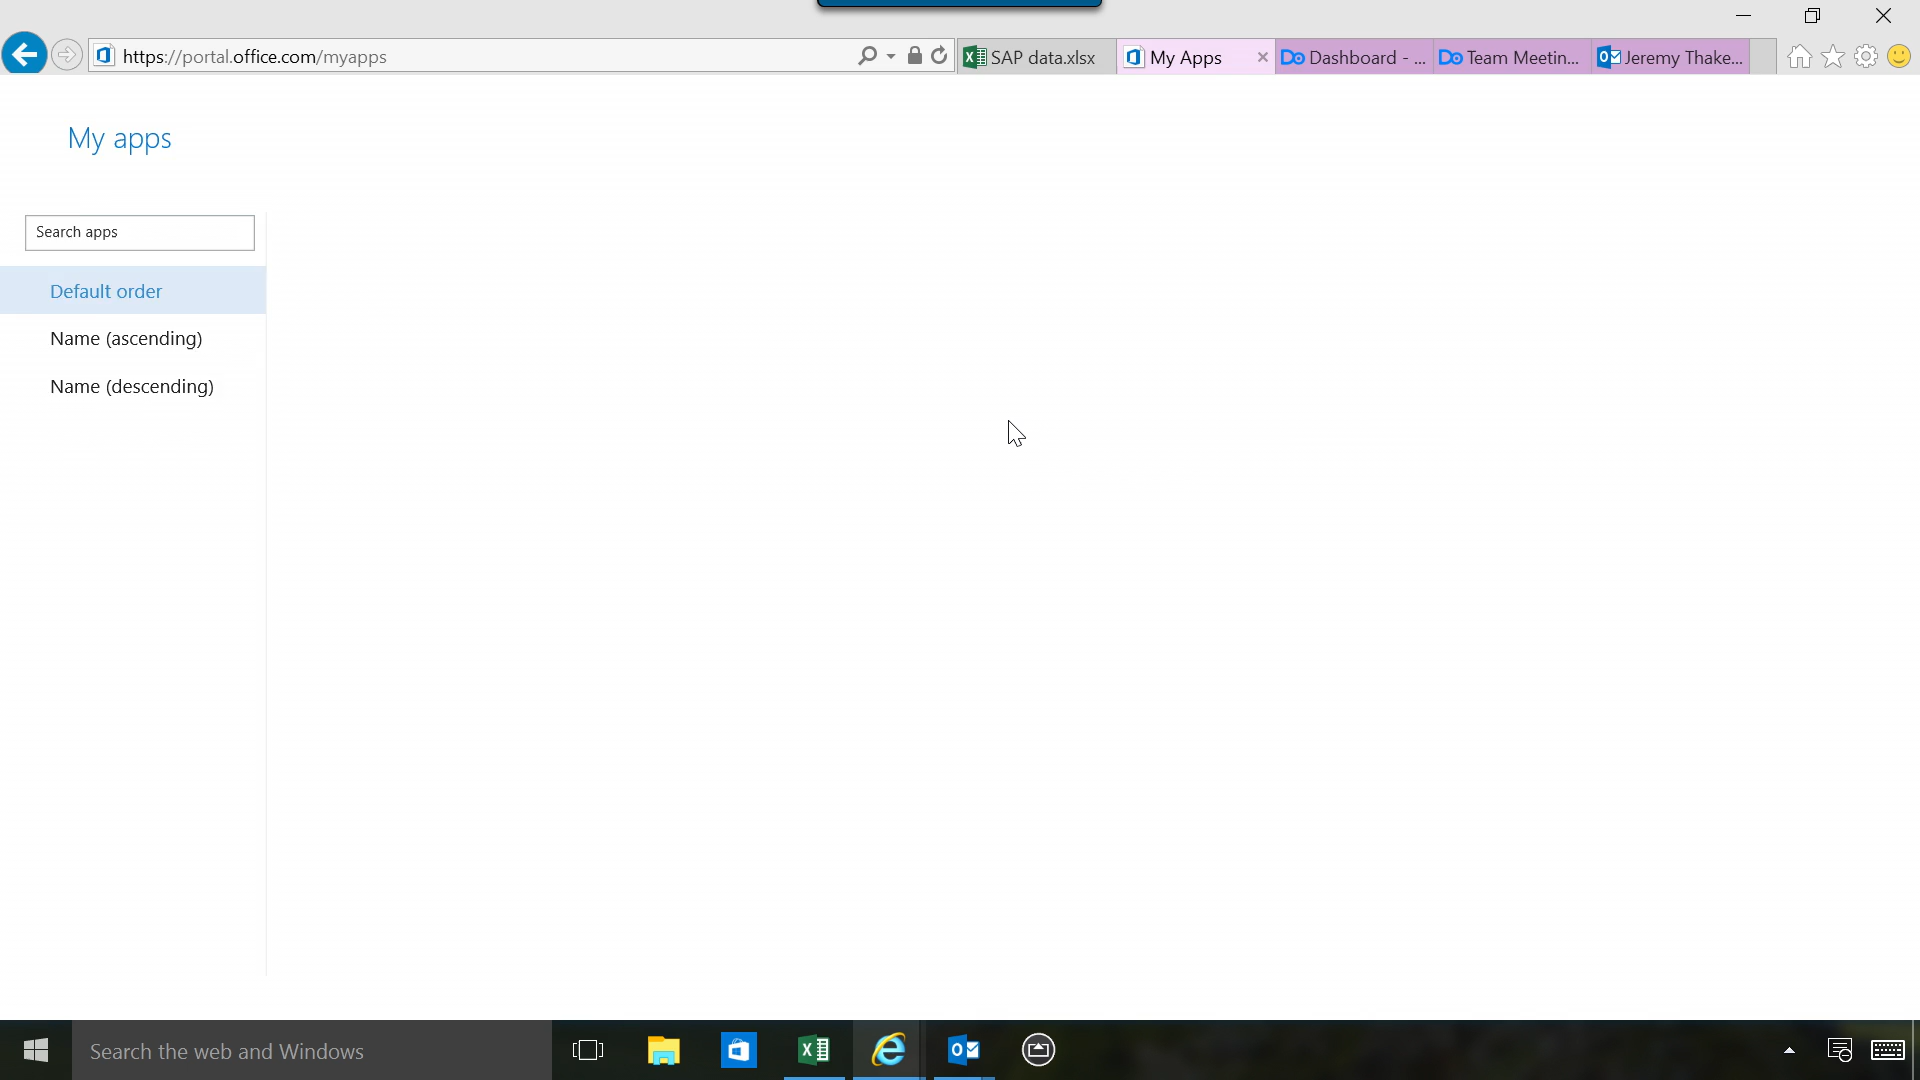 https://portal.office.com/myapps
SAP data.xlsx
My Apps
Dashboard - ...
Team Meetin...
Jeremy Thake...
My apps
Search apps
Default order
Name (ascending)
Name (descending)
Search the web and Windows